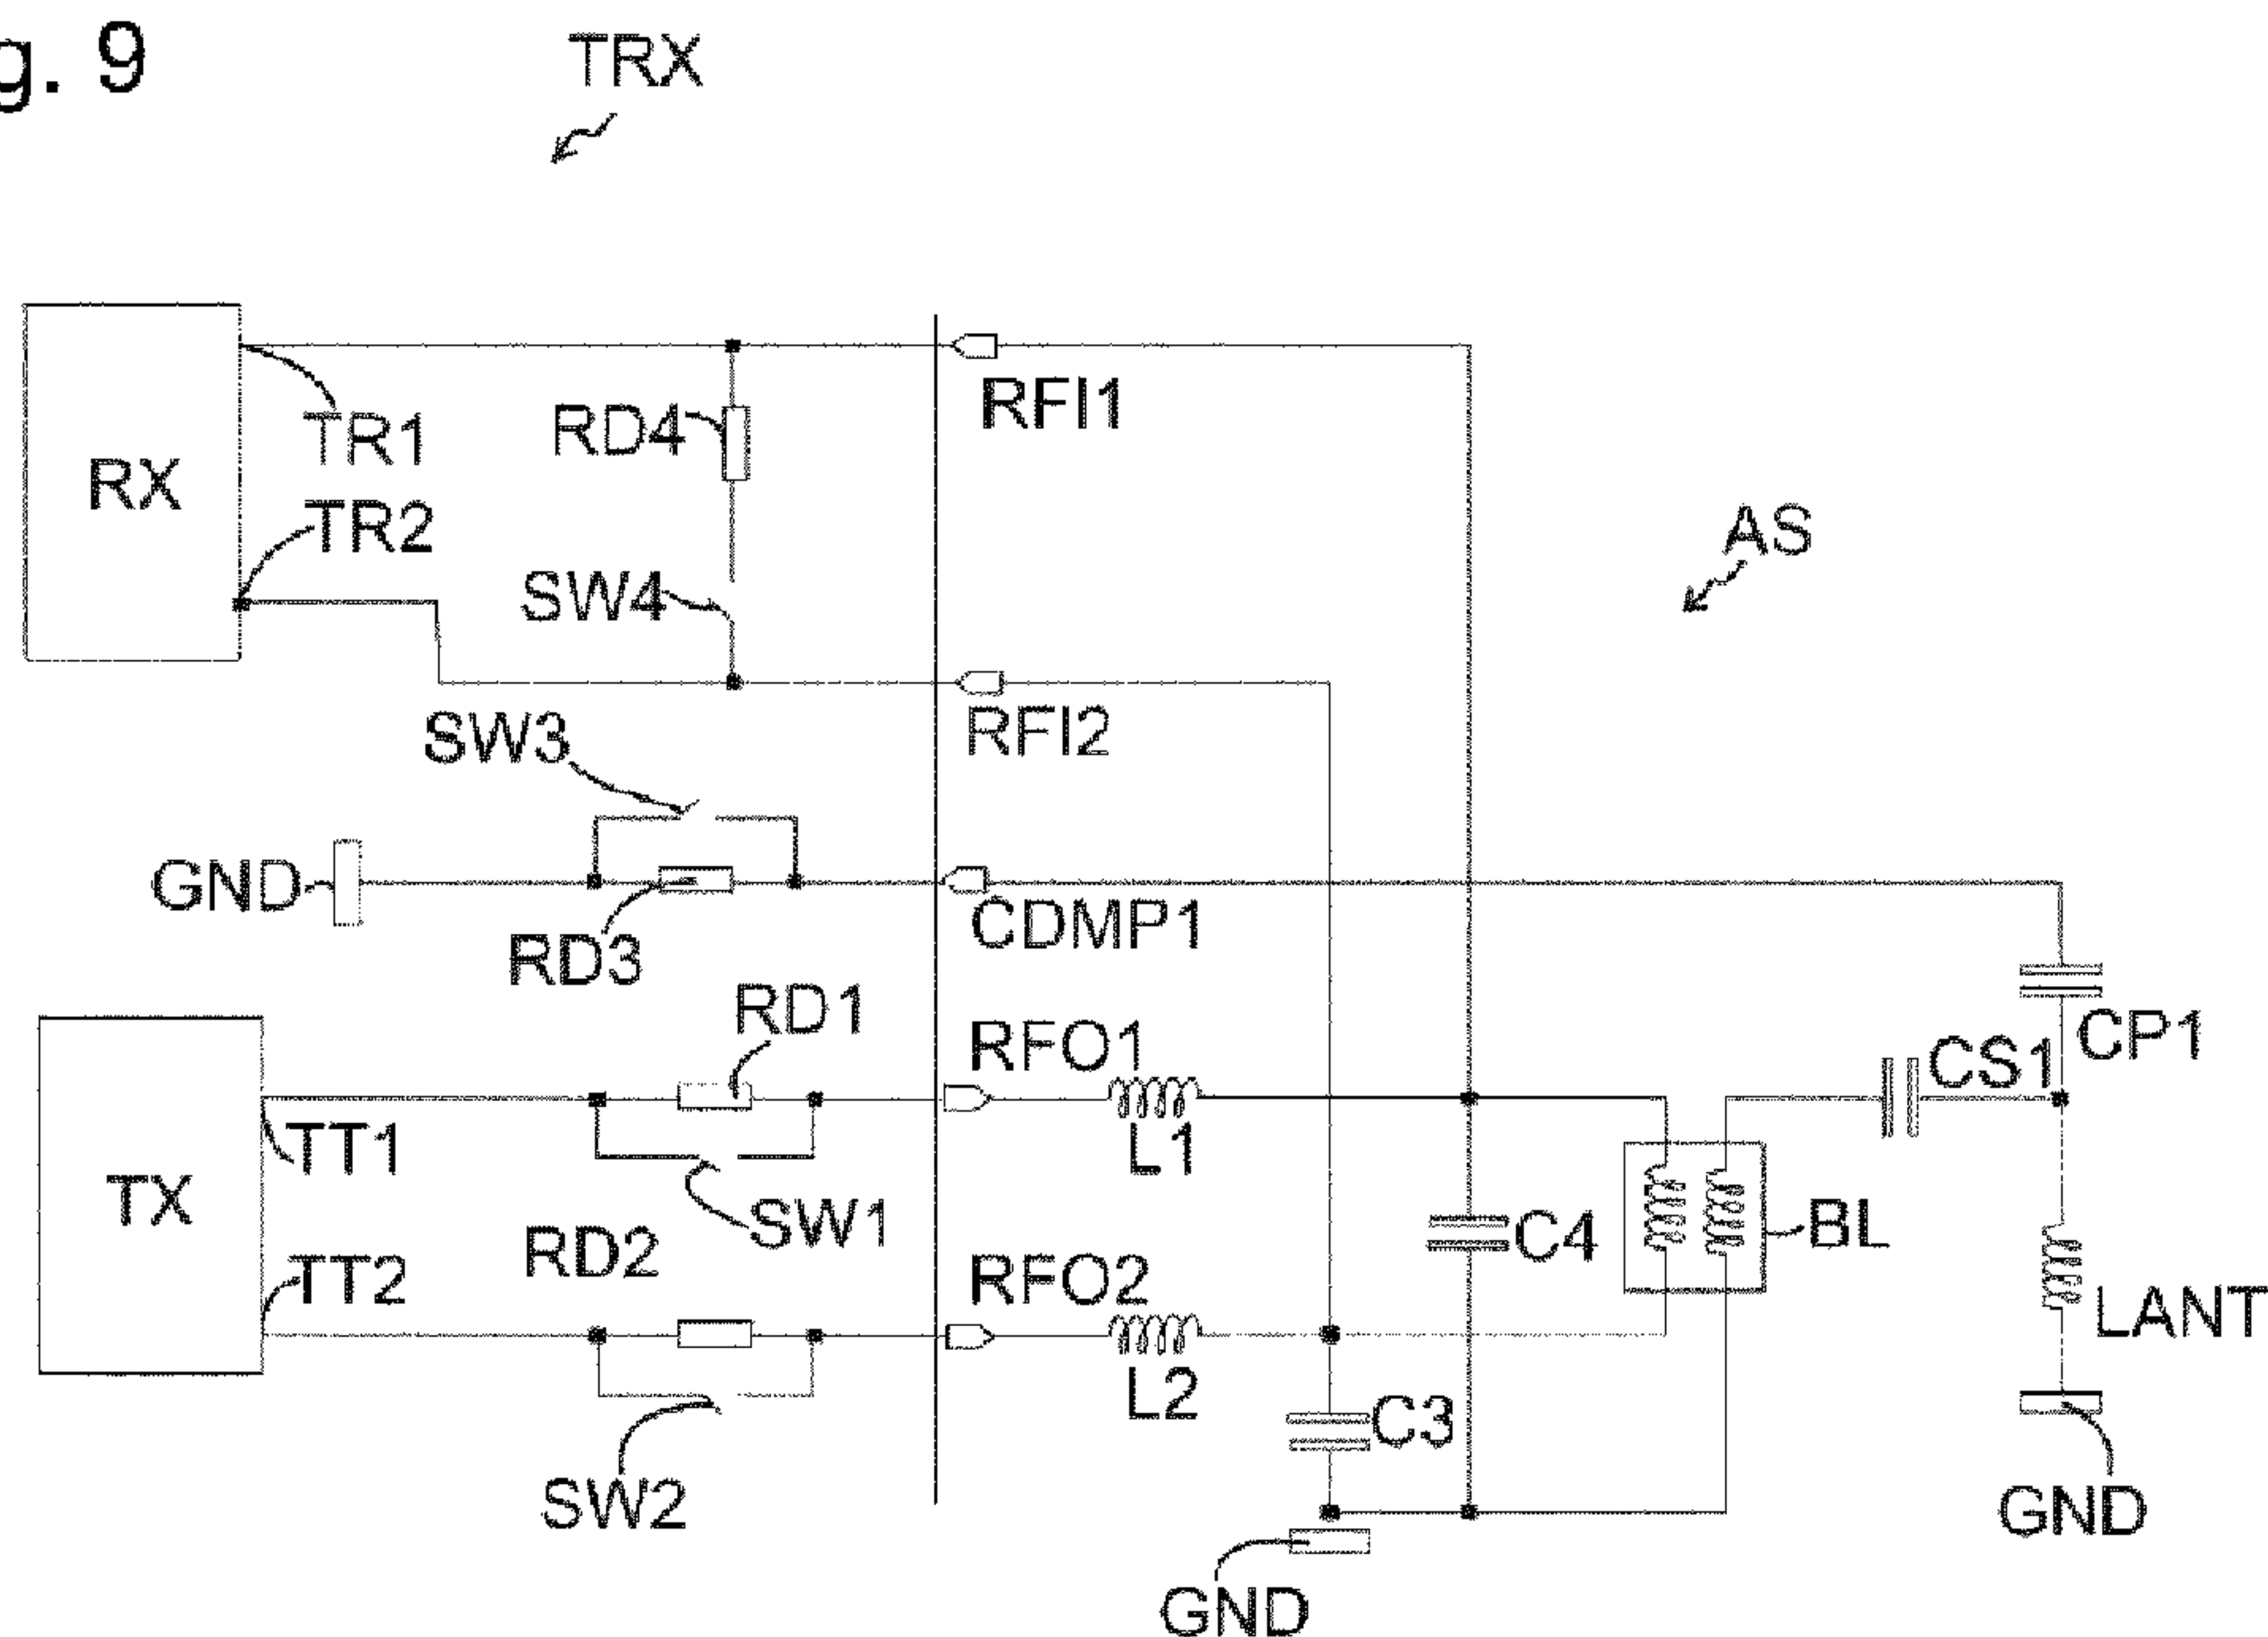 g. 9
TRX
TR1
RD4
RFI1
RX
TR2
AS
SW4
SW3
RFI2
GND
CDMP1
RD3
RD1
RFO1
CS1
CP1
TT1
L1
TX
SW1
C4
BL
RD2
TT2
RFO2
LANT
L2
C3
SW2
GND
GND